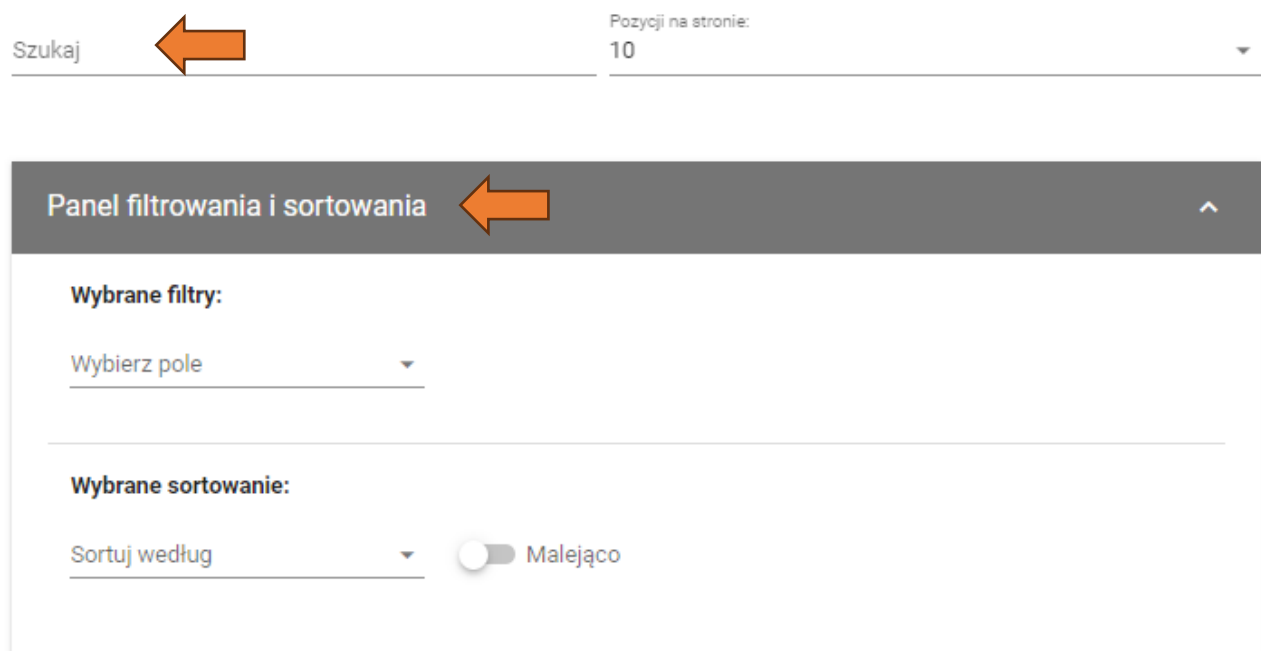 Szukaj
Pozycji na stronie:
10
Panel filtrowania i sortowania
Wybrane filtry:
Wybierz pole
Wybrane sortowanie:
Sortuj według
Malejąco